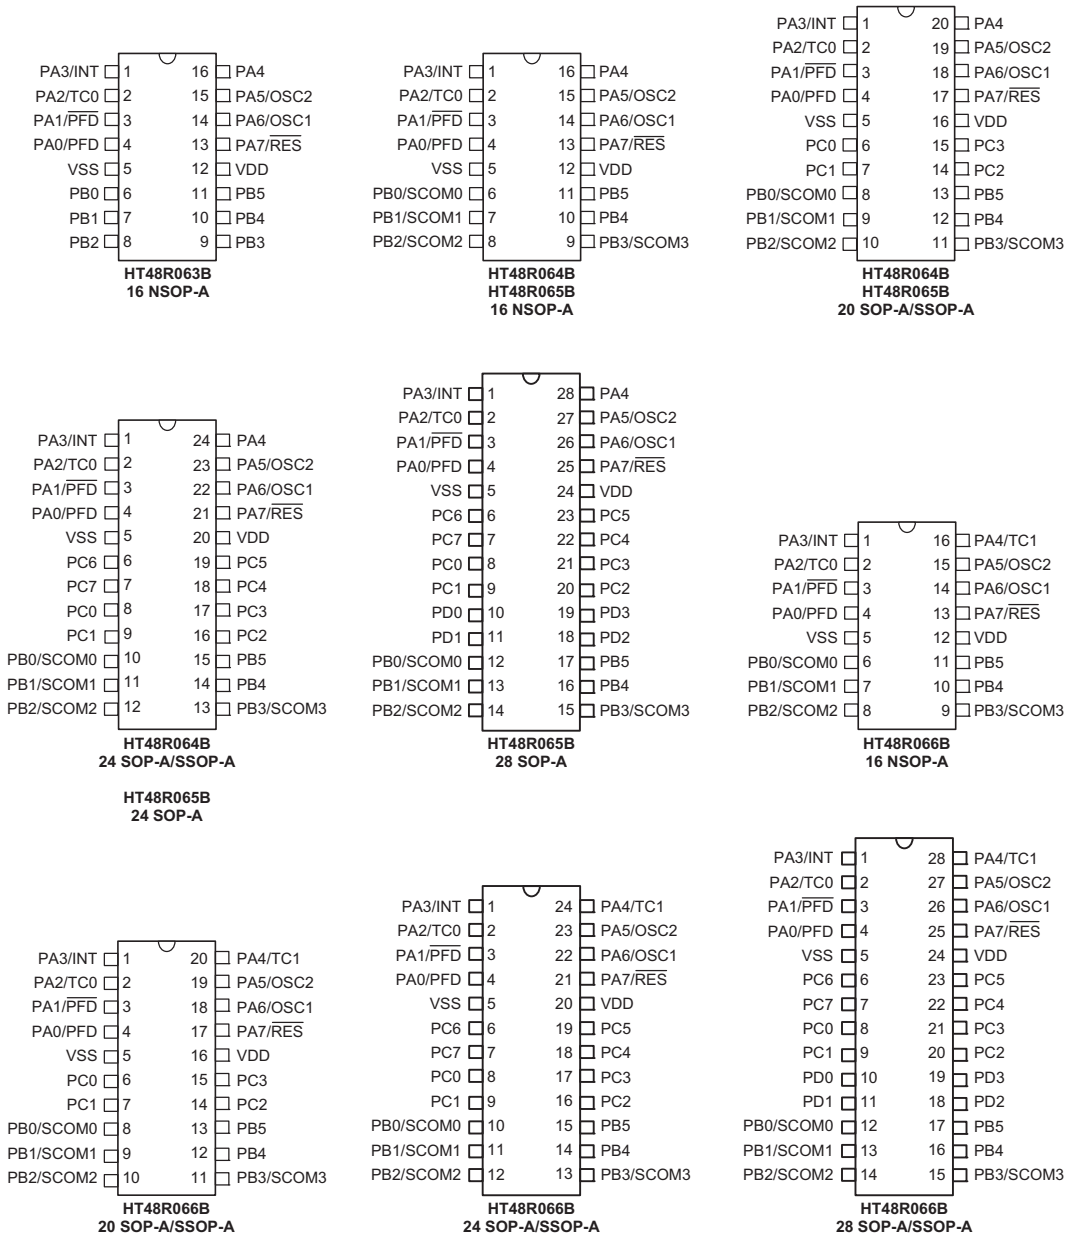 PA3/INT 1 16 PA4
PA2/TC0 2 15 PA5/OSC2
PA1/P̅F̅D̅ 3 14 PA6/OSC1
PA0/PFD 4 13 PA7/R̅E̅S̅
VSS 5 12 VDD
PB0 6 11 PB5
PB1 7 10 PB4
PB2 8 9 PB3
HT48R063B
16 NSOP-A
PA3/INT 1 16 PA4
PA2/TC0 2 15 PA5/OSC2
PA1/P̅F̅D̅ 3 14 PA6/OSC1
PA0/PFD 4 13 PA7/R̅E̅S̅
VSS 5 12 VDD
PB0/SCOM0 6 11 PB5
PB1/SCOM1 7 10 PB4
PB2/SCOM2 8 9 PB3/SCOM3
HT48R064B
HT48R065B
16 NSOP-A
PA3/INT 1 20 PA4
PA2/TC0 2 19 PA5/OSC2
PA1/P̅F̅D̅ 3 18 PA6/OSC1
PA0/PFD 4 17 PA7/R̅E̅S̅
VSS 5 16 VDD
PC0 6 15 PC3
PC1 7 14 PC2
PB0/SCOM0 8 13 PB5
PB1/SCOM1 9 12 PB4
PB2/SCOM2 10 11 PB3/SCOM3
HT48R064B
HT48R065B
20 SOP-A/SSOP-A
PA3/INT 1 24 PA4
PA2/TC0 2 23 PA5/OSC2
PA1/P̅F̅D̅ 3 22 PA6/OSC1
PA0/PFD 4 21 PA7/R̅E̅S̅
VSS 5 20 VDD
PC6 6 19 PC5
PC7 7 18 PC4
PC0 8 17 PC3
PC1 9 16 PC2
PB0/SCOM0 10 15 PB5
PB1/SCOM1 11 14 PB4
PB2/SCOM2 12 13 PB3/SCOM3
HT48R064B
24 SOP-A/SSOP-A
HT48R065B
24 SOP-A
PA3/INT 1 28 PA4
PA2/TC0 2 27 PA5/OSC2
PA1/P̅F̅D̅ 3 26 PA6/OSC1
PA0/PFD 4 25 PA7/R̅E̅S̅
VSS 5 24 VDD
PC6 6 23 PC5
PC7 7 22 PC4
PC0 8 21 PC3
PC1 9 20 PC2
PD0 10 19 PD3
PD1 11 18 PD2
PB0/SCOM0 12 17 PB5
PB1/SCOM1 13 16 PB4
PB2/SCOM2 14 15 PB3/SCOM3
HT48R065B
28 SOP-A
PA3/INT 1 16 PA4/TC1
PA2/TC0 2 15 PA5/OSC2
PA1/P̅F̅D̅ 3 14 PA6/OSC1
PA0/PFD 4 13 PA7/R̅E̅S̅
VSS 5 12 VDD
PB0/SCOM0 6 11 PB5
PB1/SCOM1 7 10 PB4
PB2/SCOM2 8 9 PB3/SCOM3
HT48R066B
16 NSOP-A
PA3/INT 1 20 PA4/TC1
PA2/TC0 2 19 PA5/OSC2
PA1/P̅F̅D̅ 3 18 PA6/OSC1
PA0/PFD 4 17 PA7/R̅E̅S̅
VSS 5 16 VDD
PC0 6 15 PC3
PC1 7 14 PC2
PB0/SCOM0 8 13 PB5
PB1/SCOM1 9 12 PB4
PB2/SCOM2 10 11 PB3/SCOM3
HT48R066B
20 SOP-A/SSOP-A
PA3/INT 1 24 PA4/TC1
PA2/TC0 2 23 PA5/OSC2
PA1/P̅F̅D̅ 3 22 PA6/OSC1
PA0/PFD 4 21 PA7/R̅E̅S̅
VSS 5 20 VDD
PC6 6 19 PC5
PC7 7 18 PC4
PC0 8 17 PC3
PC1 9 16 PC2
PB0/SCOM0 10 15 PB5
PB1/SCOM1 11 14 PB4
PB2/SCOM2 12 13 PB3/SCOM3
HT48R066B
24 SOP-A/SSOP-A
PA3/INT 1 28 PA4/TC1
PA2/TC0 2 27 PA5/OSC2
PA1/P̅F̅D̅ 3 26 PA6/OSC1
PA0/PFD 4 25 PA7/R̅E̅S̅
VSS 5 24 VDD
PC6 6 23 PC5
PC7 7 22 PC4
PC0 8 21 PC3
PC1 9 20 PC2
PD0 10 19 PD3
PD1 11 18 PD2
PB0/SCOM0 12 17 PB5
PB1/SCOM1 13 16 PB4
PB2/SCOM2 14 15 PB3/SCOM3
HT48R066B
28 SOP-A/SSOP-A